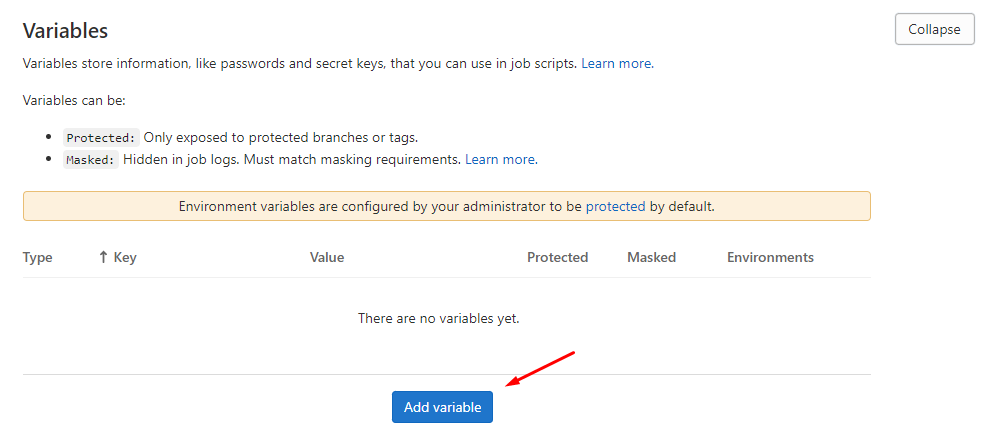 Variables
Collapse
Variables store information, like passwords and secret keys, that you can use in job scripts. Learn more.
Variables can be:
Protected: Only exposed to protected branches or tags.
Masked: Hidden in job logs. Must match masking requirements. Learn more.
Environment variables are configured by your administrator to be protected by default.
Type ↑ Key Value Protected Masked Environments
There are no variables yet.
Add variable